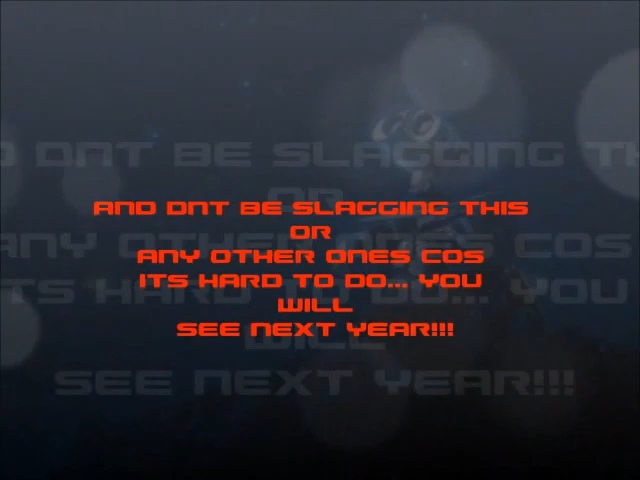 AND DNT BE SLAGGING THIS
OR
ANY OTHER ONES COS
ITS HARD TO DO... YOU
WILL
SEE NEXT YEAR!!!